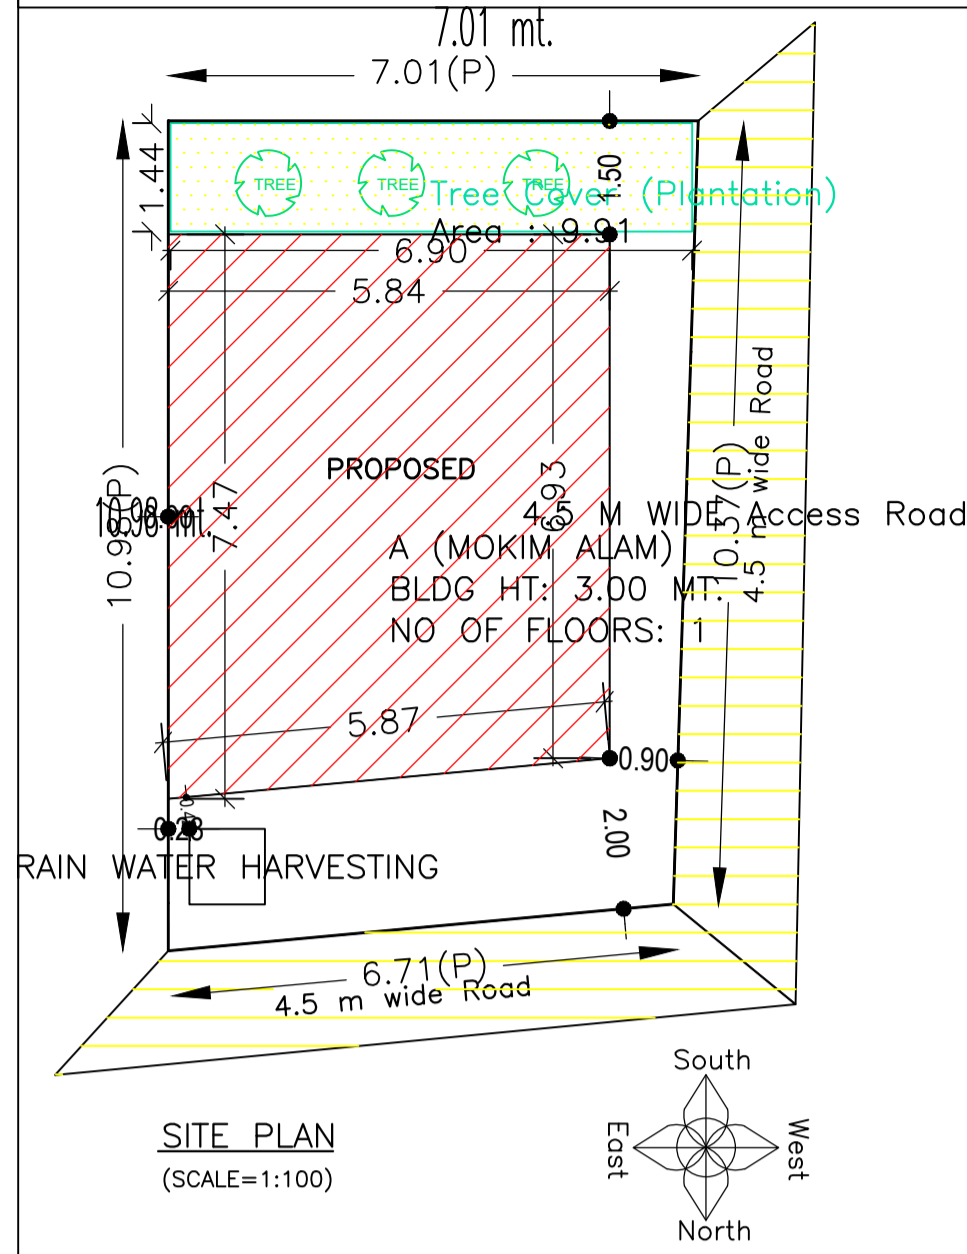 7.01 mt.
7.01(P)
1.44
TREE
TREE
TREE
1.50
Tree Cover (Plantation)
Area : 9.91
6.90
5.84
PROPOSED
10.98(P)
7.47
6.93
4.5 M WIDE Access Road
A (MOKIM ALAM)
BLDG HT: 3.00 MT.
NO OF FLOORS: 1
10.37(P)
4.5 m wide Road
5.87
0.90
2.00
RAIN WATER HARVESTING
6.71(P)
4.5 m wide Road
SITE PLAN
(SCALE=1:100)
South
East
West
North